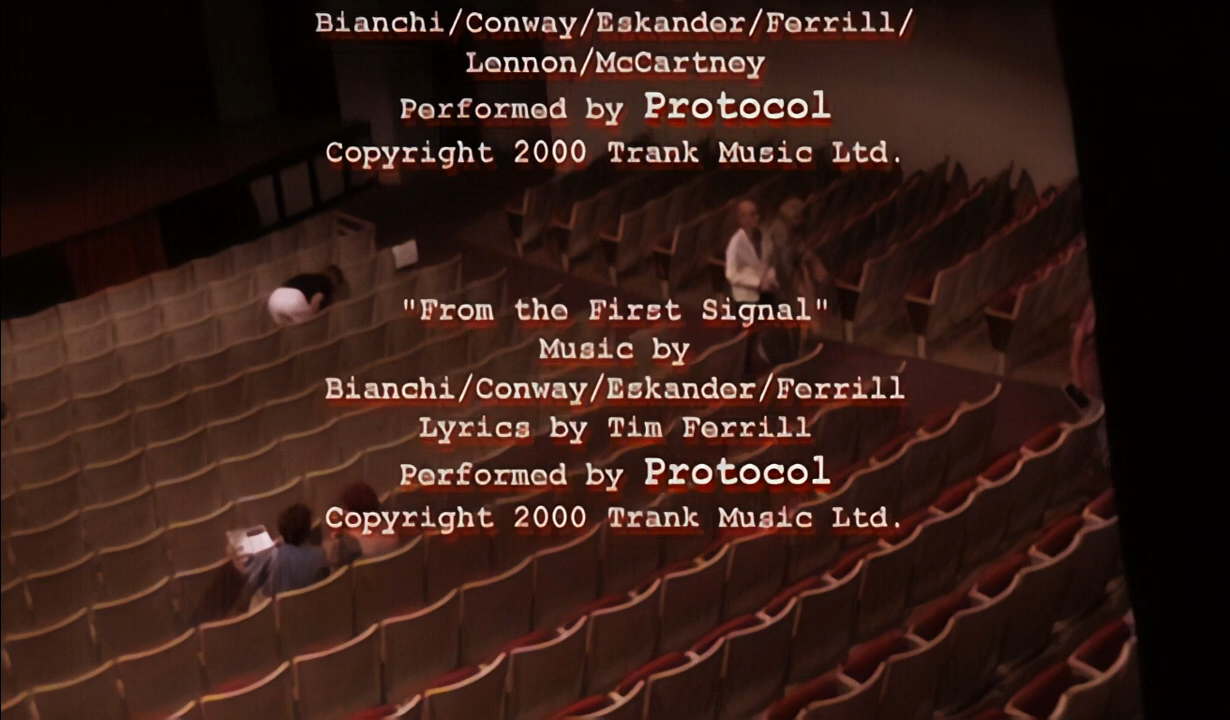 Bianchi/Conway/Eskander/Ferrill/
Lennon/McCartney
Performed by Protocol
Copyright 2000 Trank Music Ltd.
"From the First Signal"
Music by
Bianchi/Conway/Eskander/Ferrill
Lyrics by Tim Ferrill
Performed by Protocol
Copyright 2000 Trank Music Ltd.